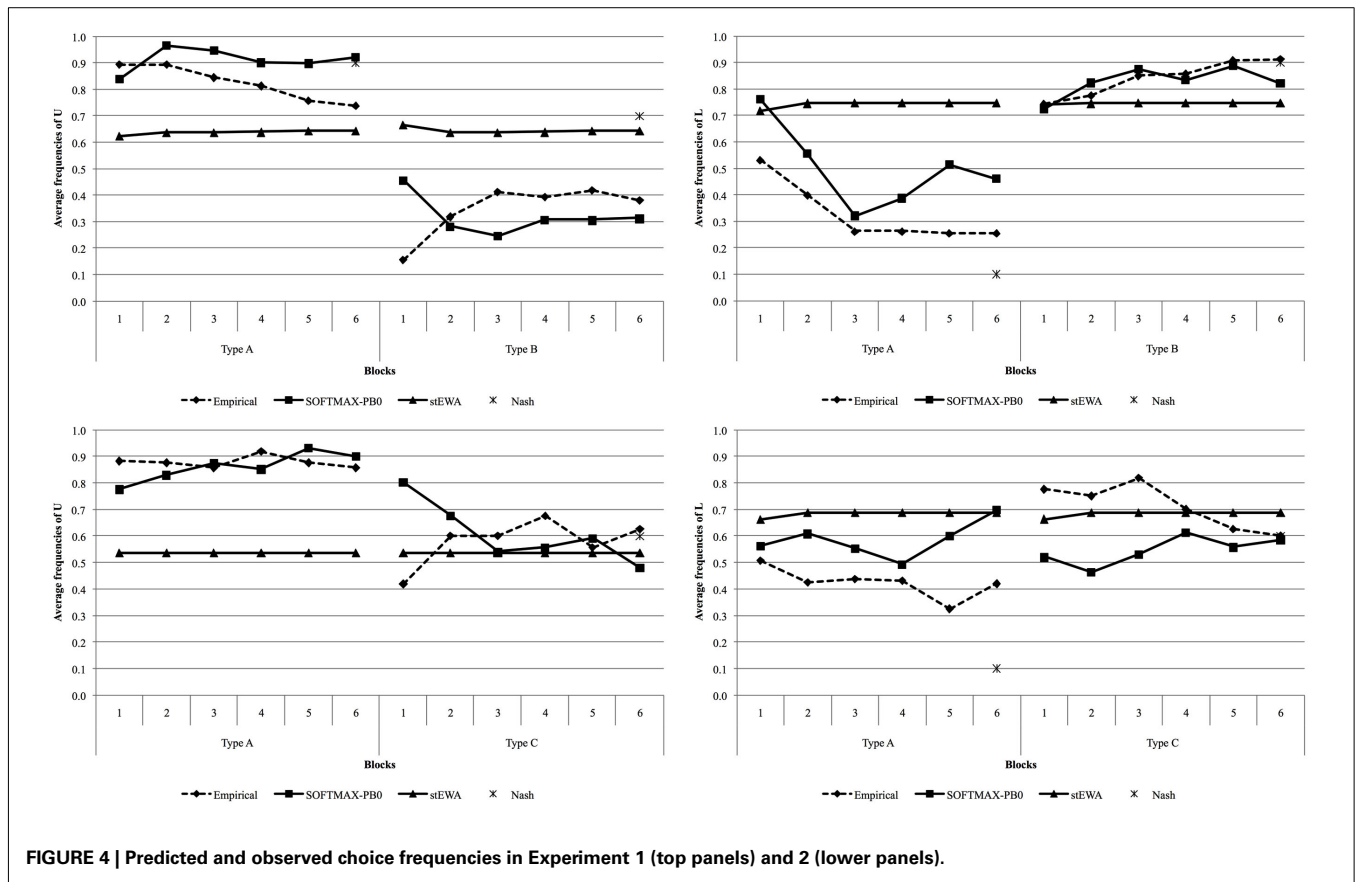 Average frequencies of U
1.0
0.9
0.8
0.7
0.6
0.5
0.4
0.3
0.2
0.1
0.0
1 2 3 4 5 6 1 2 3 4 5 6
Type A Type B
Blocks
Empirical SOFTMAX-PB0 stEWA Nash
Average frequencies of L
1.0
0.9
0.8
0.7
0.6
0.5
0.4
0.3
0.2
0.1
0.0
1 2 3 4 5 6 1 2 3 4 5 6
Type A Type B
Blocks
Empirical SOFTMAX-PB0 stEWA Nash
Average frequencies of U
1.0
0.9
0.8
0.7
0.6
0.5
0.4
0.3
0.2
0.1
0.0
1 2 3 4 5 6 1 2 3 4 5 6
Type A Type C
Blocks
Empirical SOFTMAX-PB0 stEWA Nash
Average frequencies of L
1.0
0.9
0.8
0.7
0.6
0.5
0.4
0.3
0.2
0.1
0.0
1 2 3 4 5 6 1 2 3 4 5 6
Type A Type C
Blocks
Empirical SOFTMAX-PB0 stEWA Nash
FIGURE 4 | Predicted and observed choice frequencies in Experiment 1 (top panels) and 2 (lower panels).